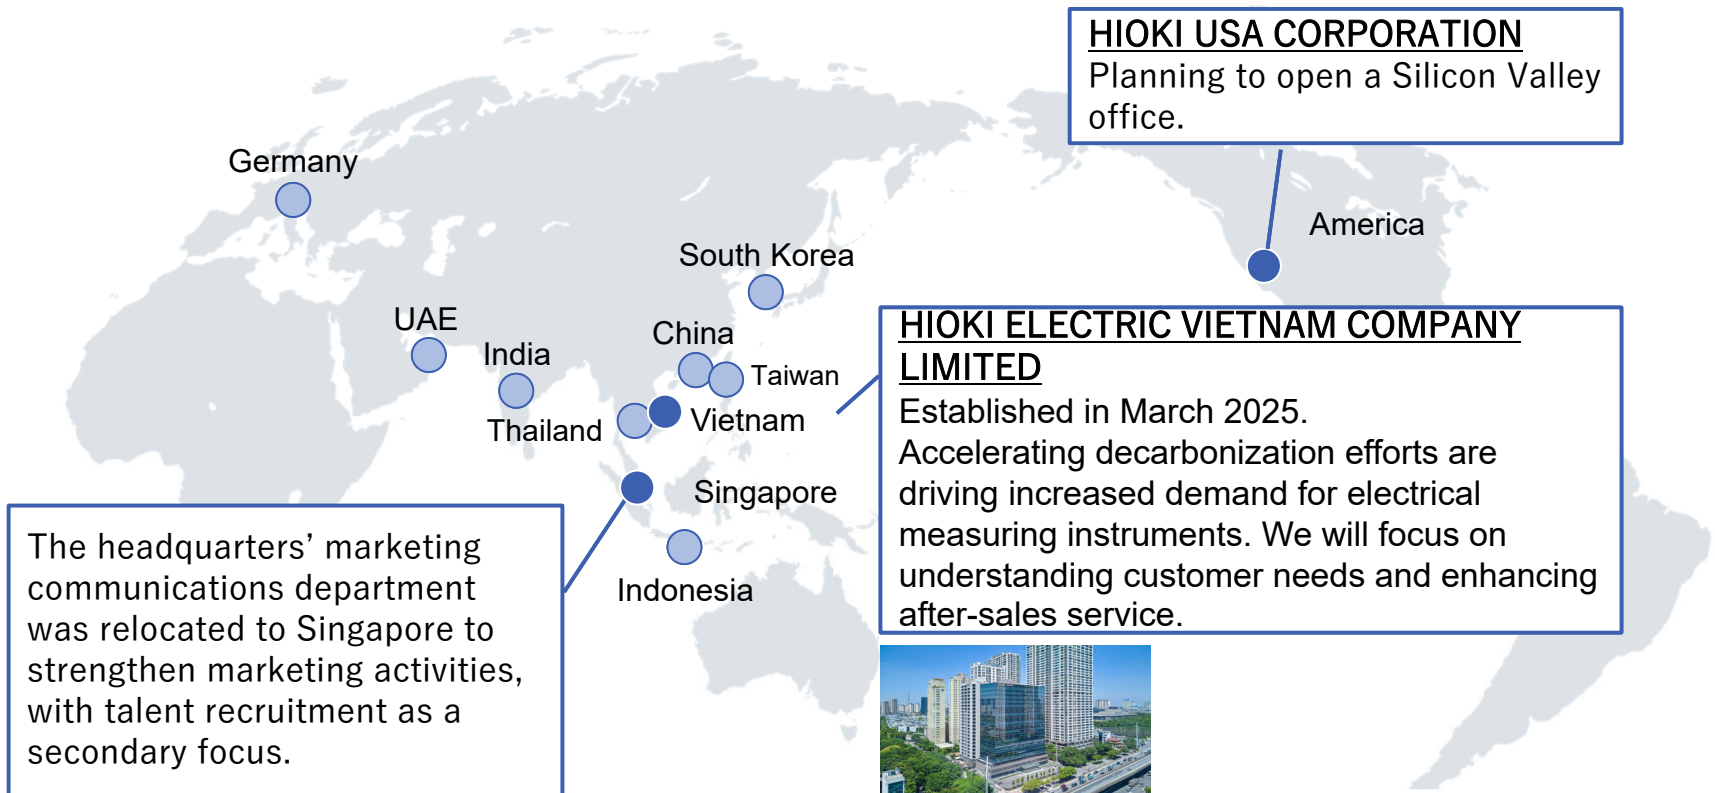 HIOKI USA CORPORATION
Planning to open a Silicon Valley
office.
Germany
America
South Korea
UAE
China
India
Taiwan
Thailand
Vietnam
HIOKI ELECTRIC VIETNAM COMPANY
LIMITED
Established in March 2025.
Accelerating decarbonization efforts are
driving increased demand for electrical
measuring instruments. We will focus on
understanding customer needs and enhancing
after-sales service.
Singapore
Indonesia
The headquarters’ marketing
communications department
was relocated to Singapore to
strengthen marketing activities,
with talent recruitment as a
secondary focus.